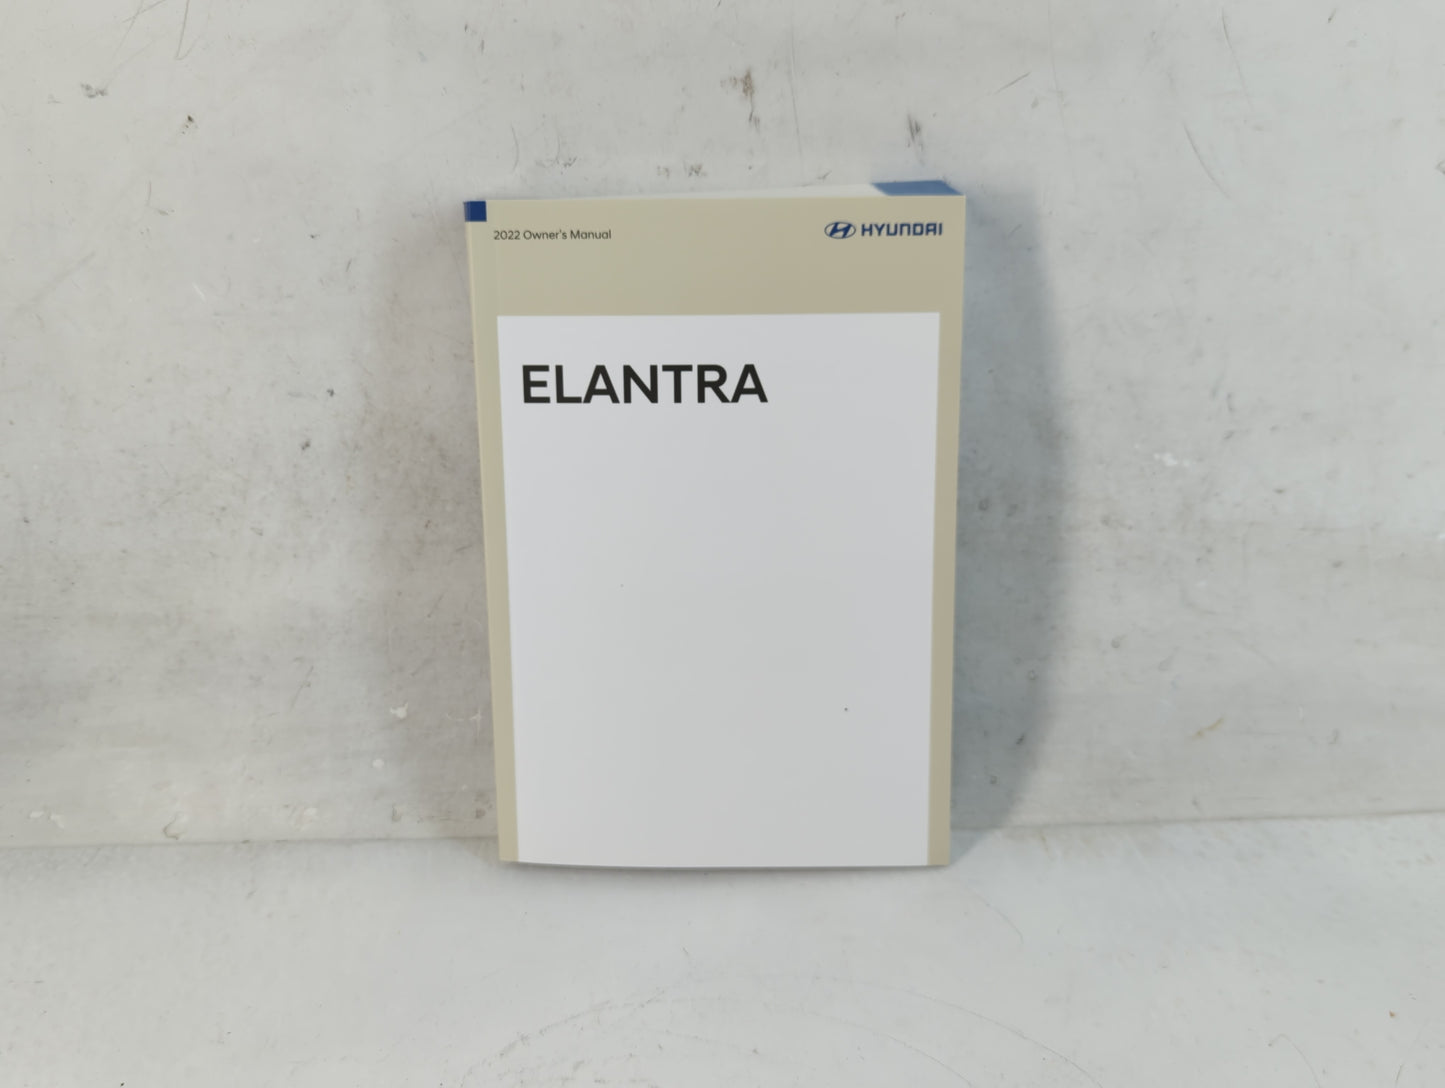 2022 Owner's Manual
HYUNDAI
ELANTRA